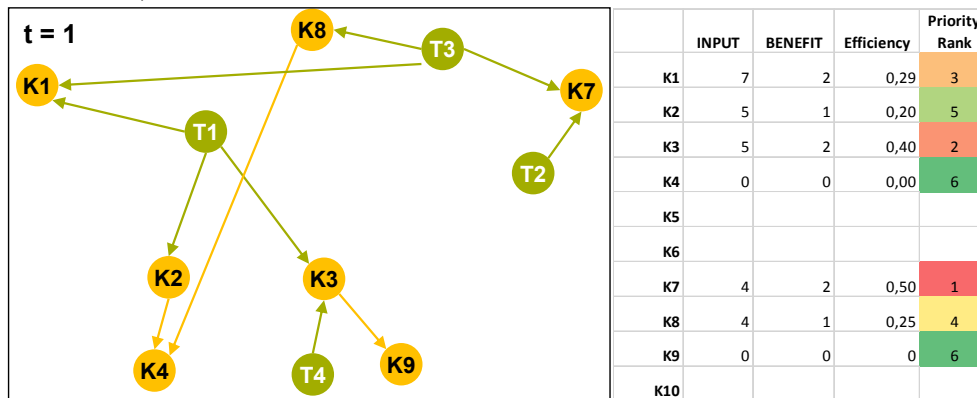 t = 1
K8
T3
K1
K7
T1
T2
K2
K3
K4
T4
K9
Priority
INPUT BENEFIT Efficiency Rank
K1 7 2 0,29 3
K2 5 1 0,20 5
K3 5 2 0,40 2
K4 0 0 0,00 6
K5
K6
K7 4 2 0,50 1
K8 4 1 0,25 4
K9 0 0 0 6
K10